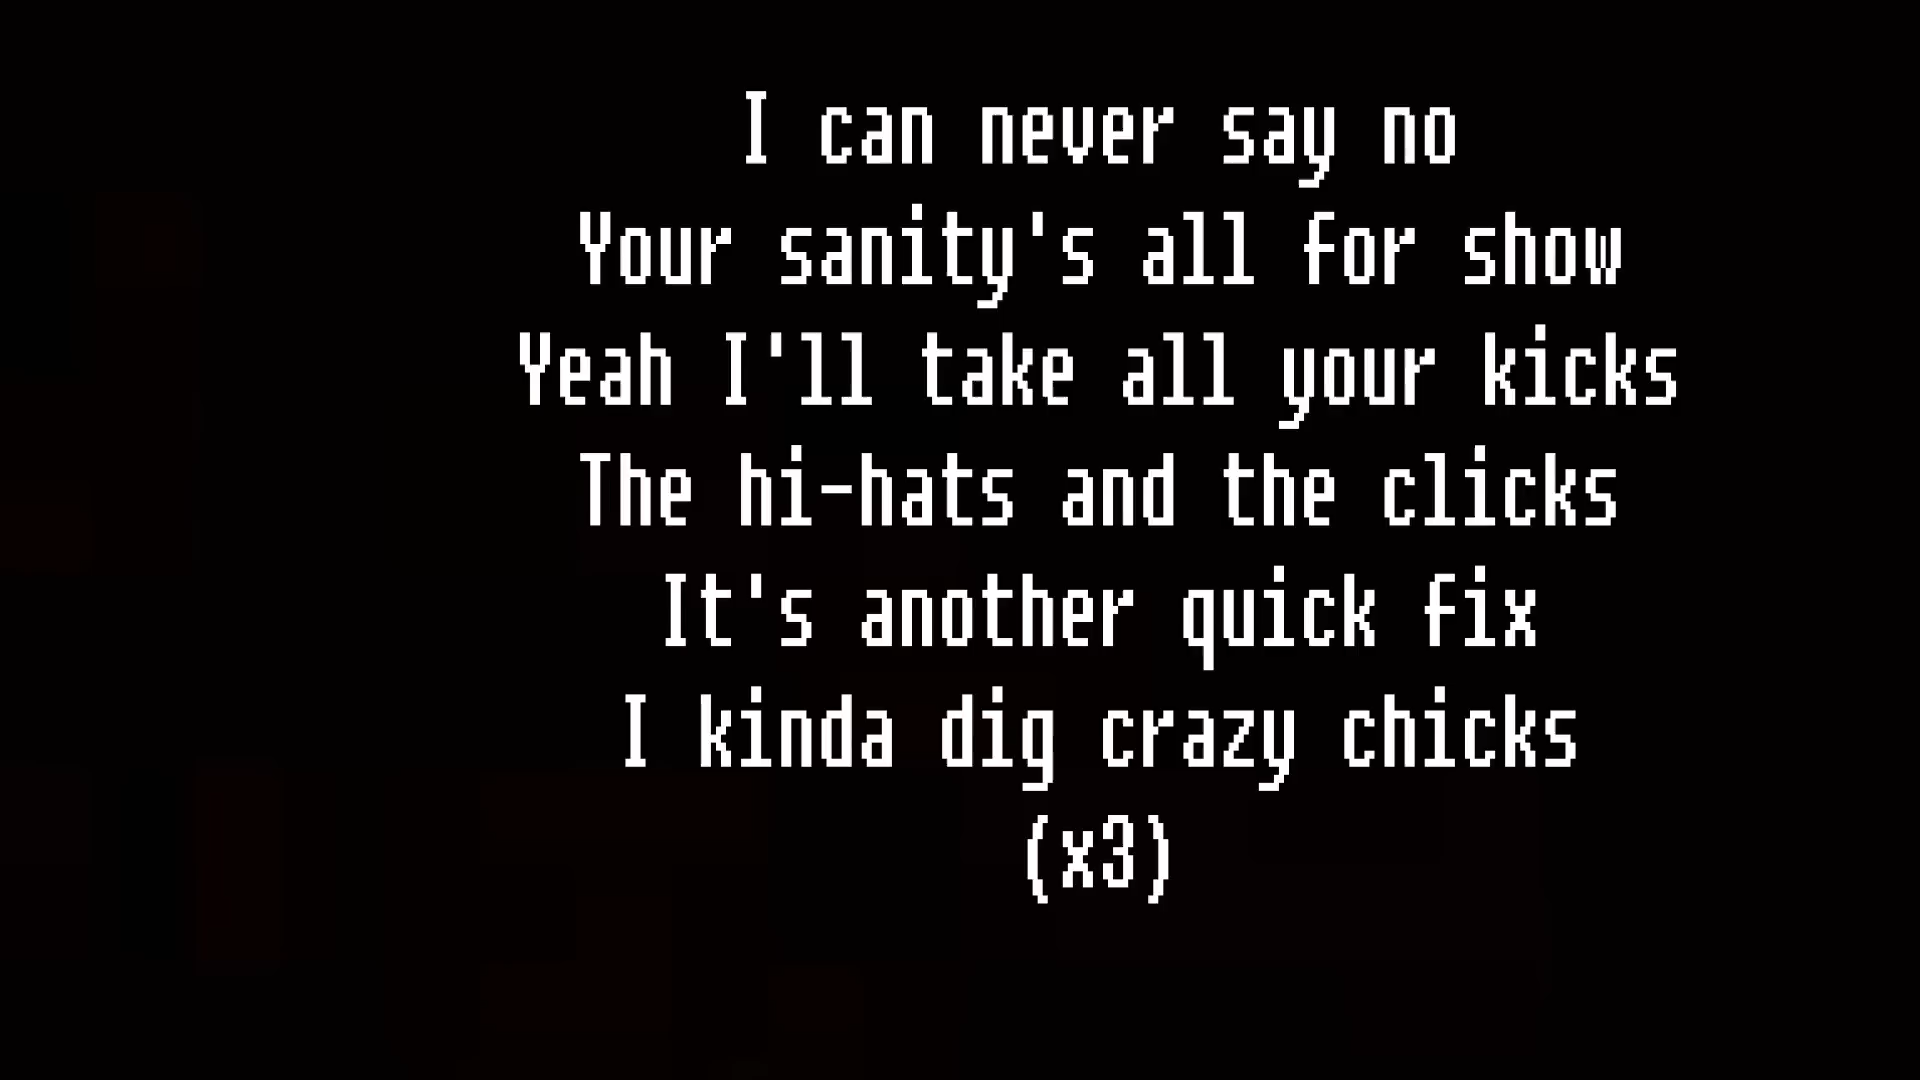 I can never say no
Your sanity's all for show
Yeah I'll take all your kicks
The hi-hats and the clicks
It's another quick fix
I kinda dig crazy chicks
(x3)